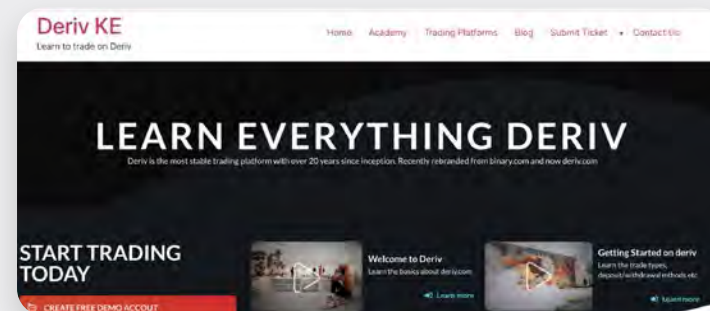 Deriv KE
Learn to trade on Deriv
Home Academy Trading Platforms Blog Submit Ticket Contact Us
LEARN EVERYTHING DERIV
Deriv is the most stable trading platform with over 20 years since inception. Recently rebranded from binary.com and now deriv.com
START TRADING
TODAY
CREATE FREE DEMO ACCOUT
Welcome to Deriv
Learn the basics about deriv.com
Learn more
Getting Started on deriv
Learn the trade types,
deposit/withdrawal mthods etc
Learn more